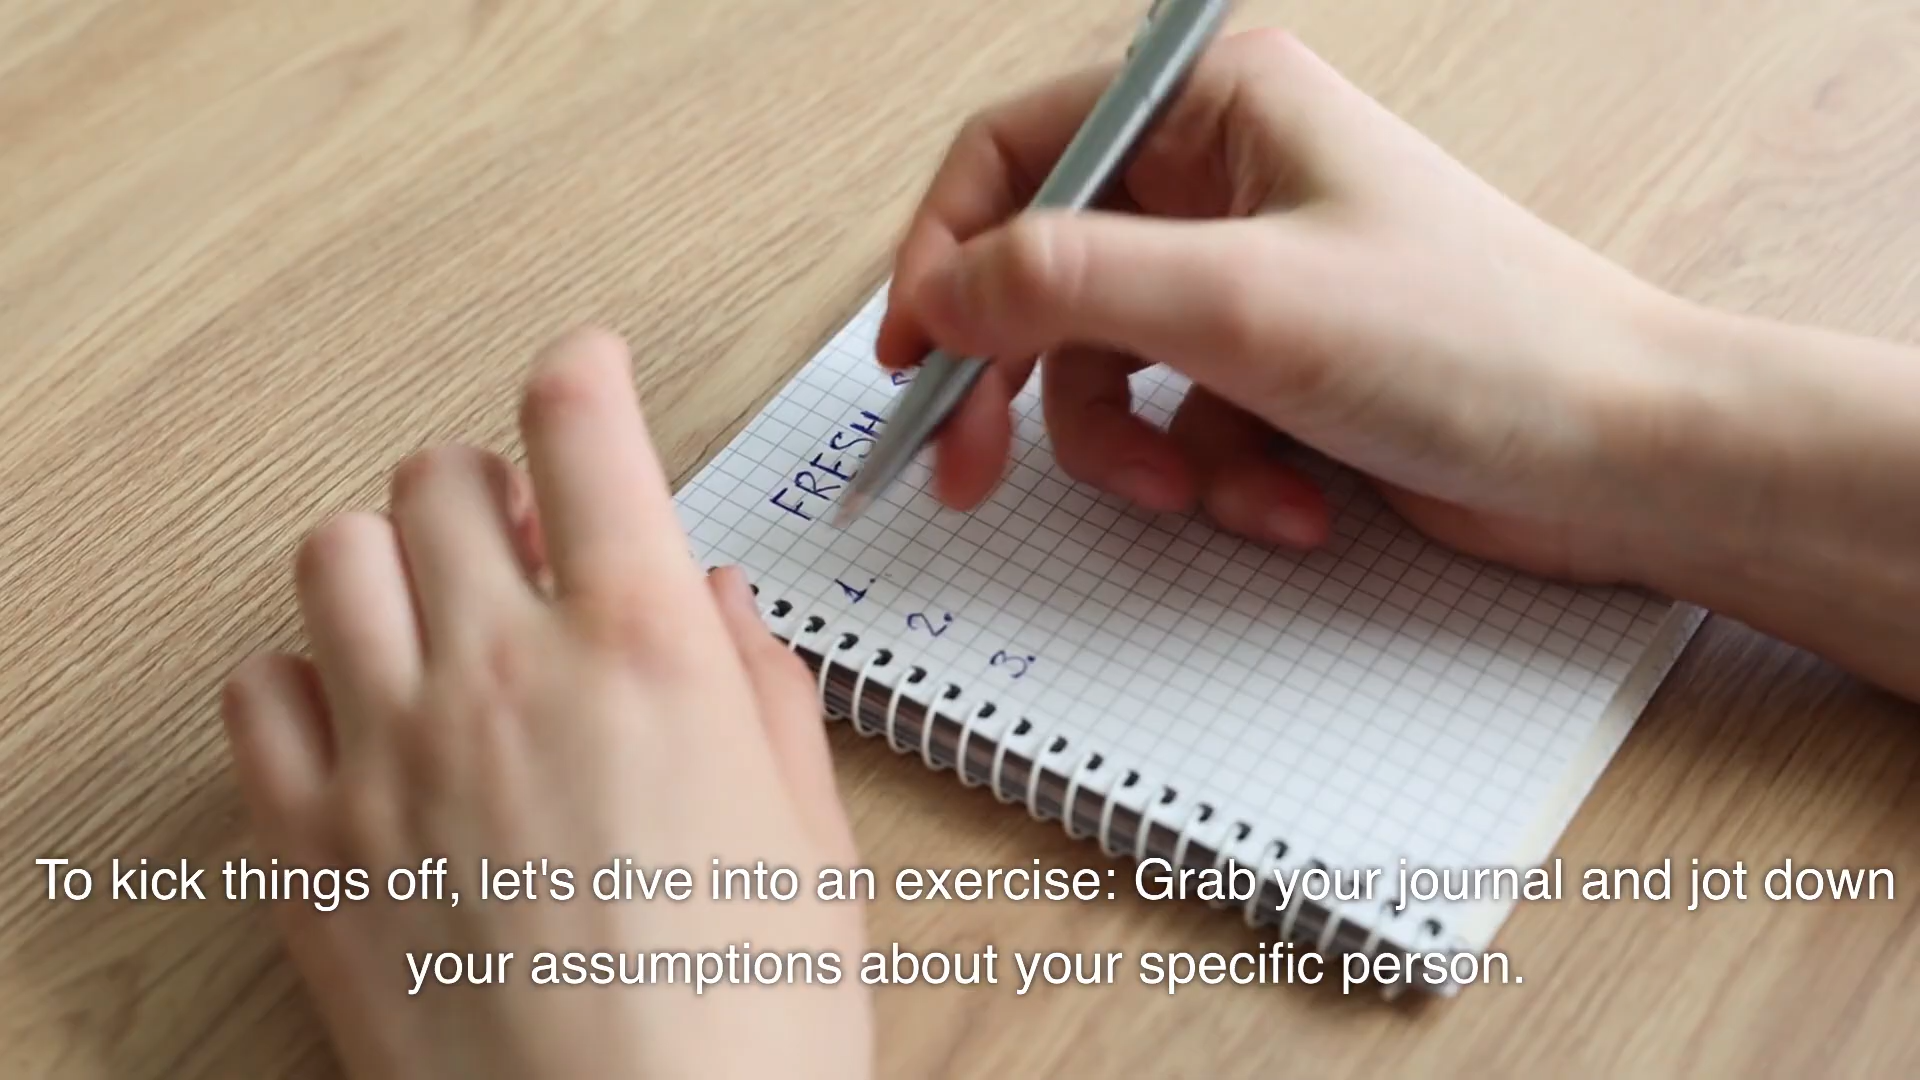 FRESH
1.
2.
3.
To kick things off, let's dive into an exercise: Grab your journal and jot down
your assumptions about your specific person.